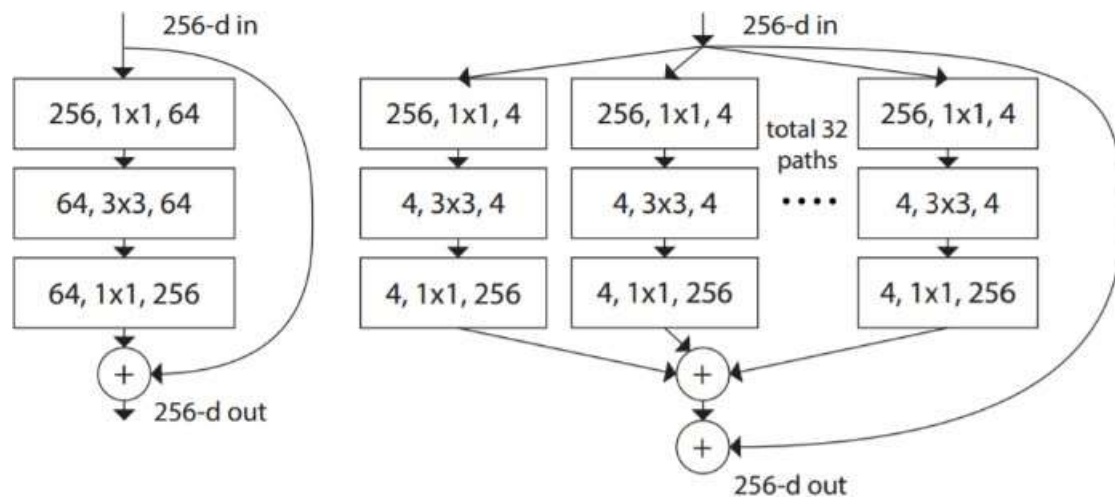 256-d in
256, 1x1, 64
64, 3x3, 64
64, 1x1, 256
+
256-d out
256-d in
256, 1x1, 4
256, 1x1, 4
total 32
paths
256, 1x1, 4
4, 3x3, 4
4, 3x3, 4
....
4, 3x3, 4
4, 1x1, 256
4, 1x1, 256
4, 1x1, 256
+
+
256-d out